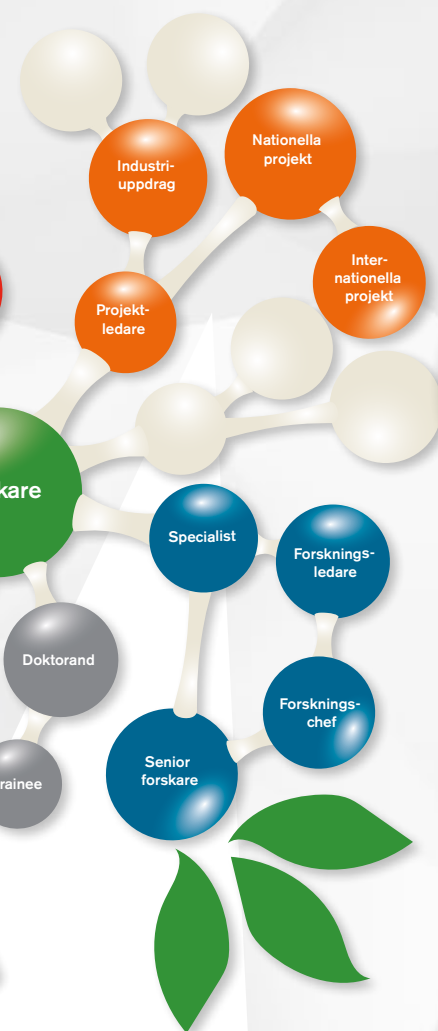 Nationella
projekt
Industri-
uppdrag
Inter-
nationella
projekt
Projekt-
ledare
kare
Specialist
Forsknings-
ledare
Doktorand
Forsknings-
chef
Senior
forskare
rainee